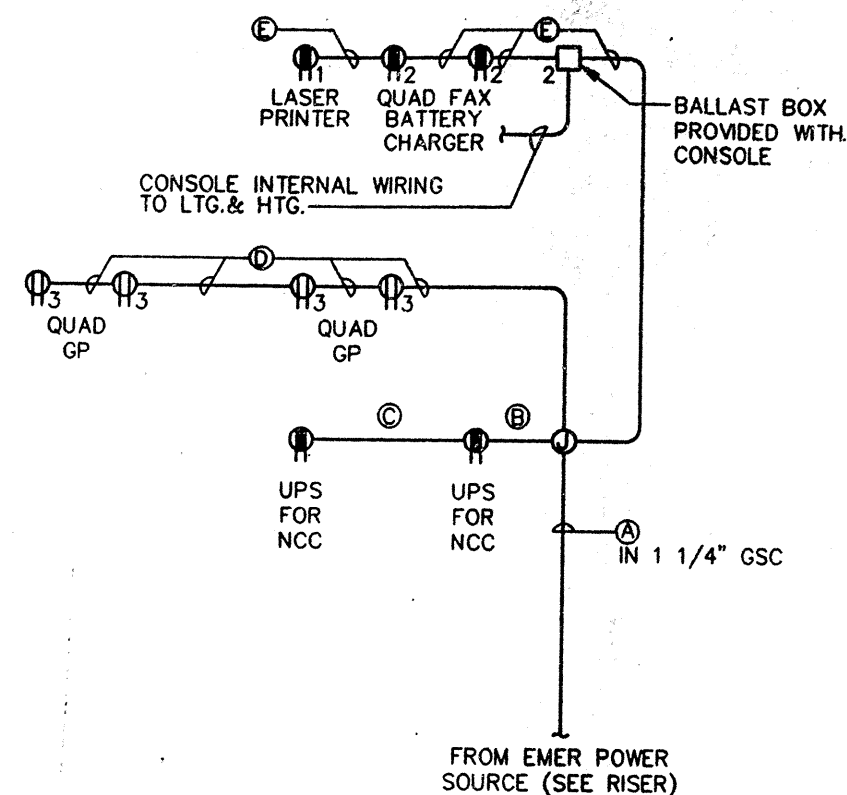 E
E
1
2
2
2
LASER
PRINTER
QUAD FAX
BATTERY
CHARGER
BALLAST BOX
PROVIDED WITH.
CONSOLE
CONSOLE INTERNAL WIRING
TO LTG.& HTG.
D
3
3
3
3
QUAD
GP
QUAD
GP
C
B
J
UPS
FOR
NCC
UPS
FOR
NCC
A
IN 1 1/4" GSC
FROM EMER POWER
SOURCE (SEE RISER)